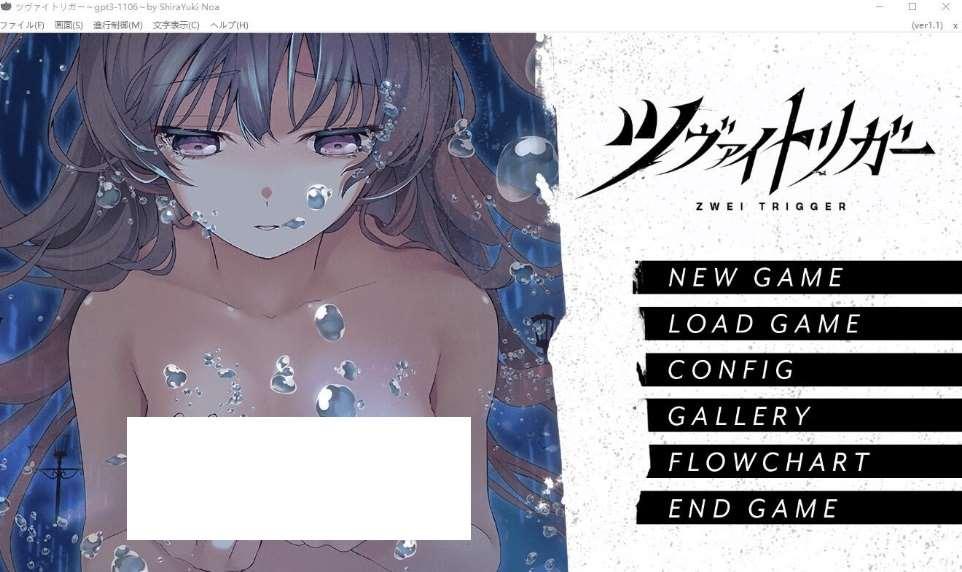 ツヴァイトリガー～gpt3-1106～by ShiraYuki Noa
ファイル(F) 画面(S) 進行制御(M) 文字表示(C) ヘルプ(H) (ver1.1) x
ツヴァイトリガー
ZWEI TRIGGER
NEW GAME
LOAD GAME
CONFIG
GALLERY
FLOWCHART
END GAME